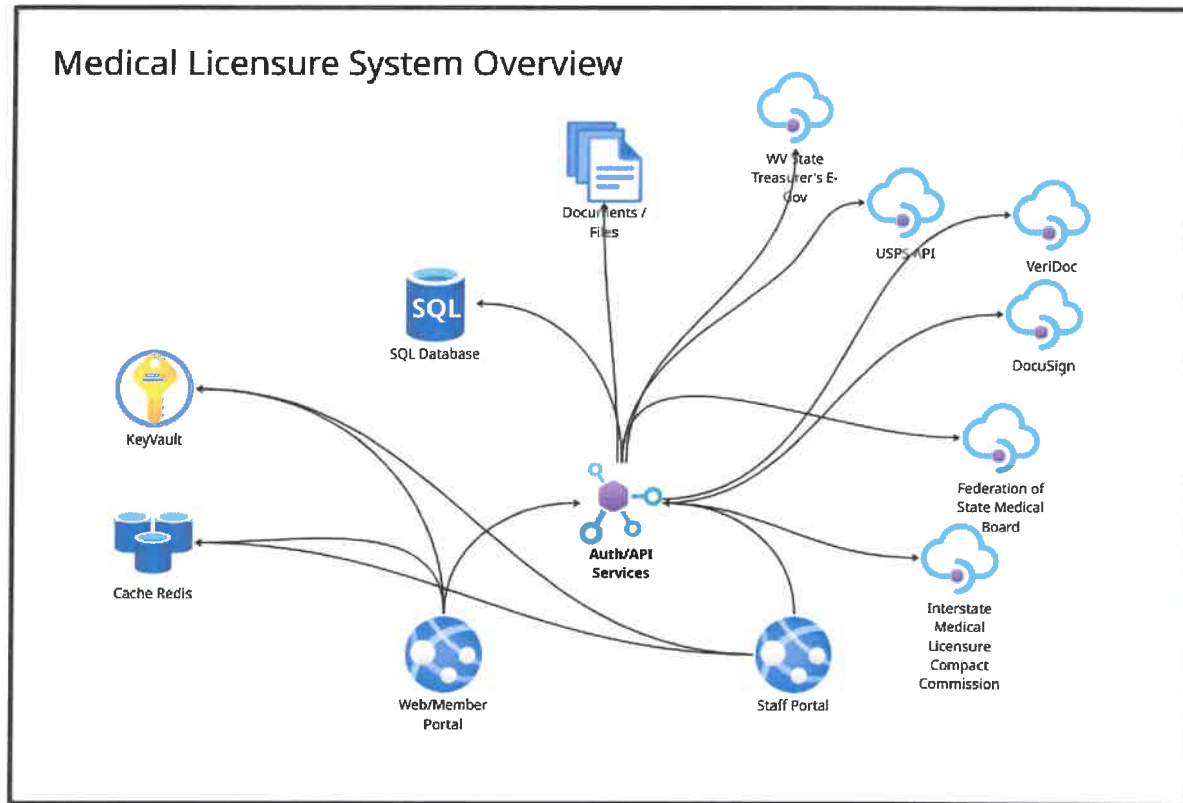 Medical Licensure System Overview
WV State
Treasurer's E-
Gov
Documents /
Files
USPS API
VeriDoc
SQL
SQL Database
DocuSign
KeyVault
Federation of
State Medical
Board
Auth/API
Services
Cache Redis
Interstate
Medical
Licensure
Compact
Commission
Web/Member
Portal
Staff Portal